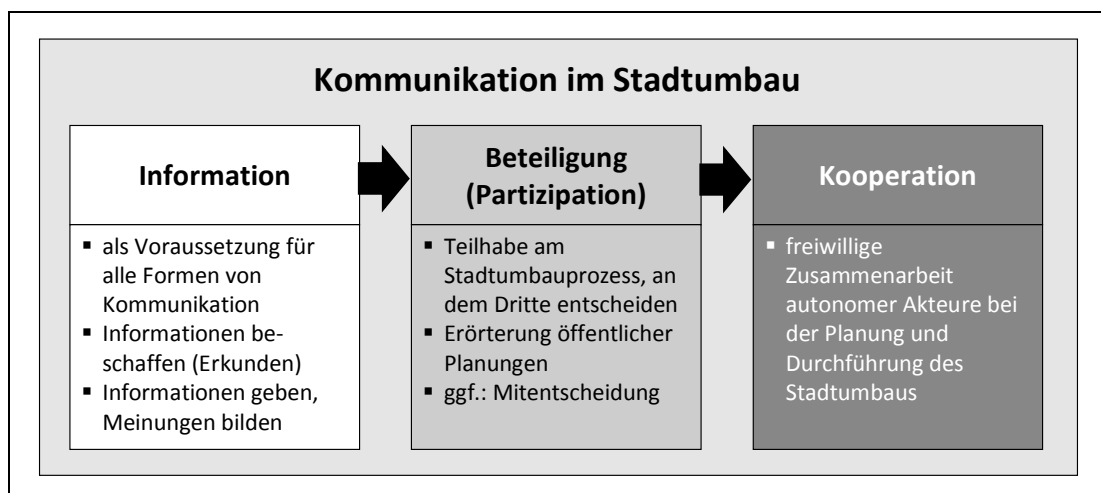 Kommunikation im Stadtumbau
Information
▪ als Voraussetzung für
alle Formen von
Kommunikation
▪ Informationen be-
schaffen (Erkunden)
▪ Informationen geben,
Meinungen bilden
Beteiligung
(Partizipation)
▪ Teilhabe am
Stadtumbauprozess, an
dem Dritte entscheiden
▪ Erörterung öffentlicher
Planungen
▪ ggf.: Mitentscheidung
Kooperation
▪ freiwillige
Zusammenarbeit
autonomer Akteure bei
der Planung und
Durchführung des
Stadtumbaus